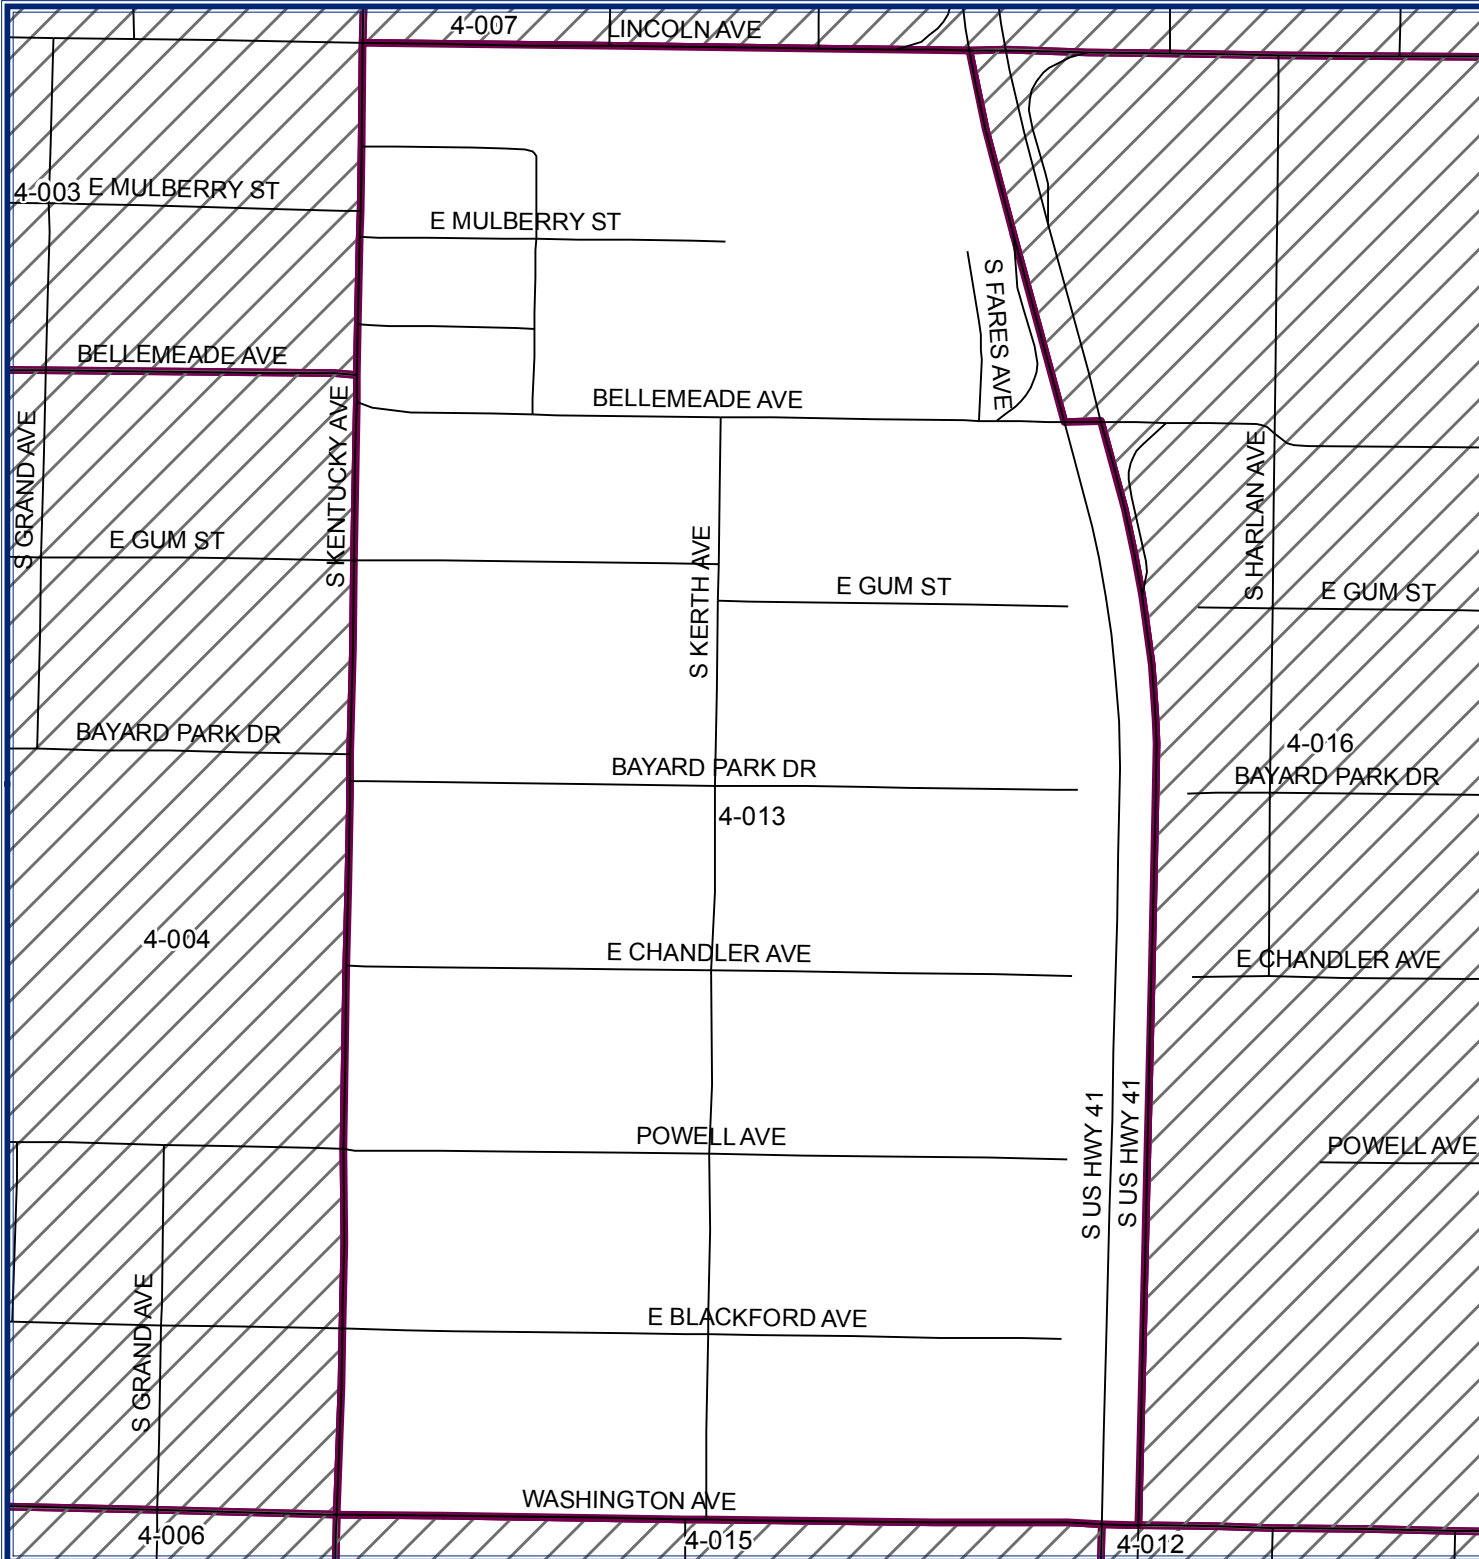 4-007
LINCOLN AVE
4-003
E MULBERRY ST
E MULBERRY ST
S FARES AVE
BELLEMEADE AVE
BELLEMEADE AVE
S GRAND AVE
S KENTUCKY AVE
S HARLAN AVE
E GUM ST
S KERTH AVE
E GUM ST
E GUM ST
BAYARD PARK DR
4-016
BAYARD PARK DR
BAYARD PARK DR
4-013
4-004
E CHANDLER AVE
E CHANDLER AVE
S US HWY 41
S US HWY 41
POWELL AVE
POWELL AVE
S GRAND AVE
E BLACKFORD AVE
WASHINGTON AVE
4-006
4-015
4-012